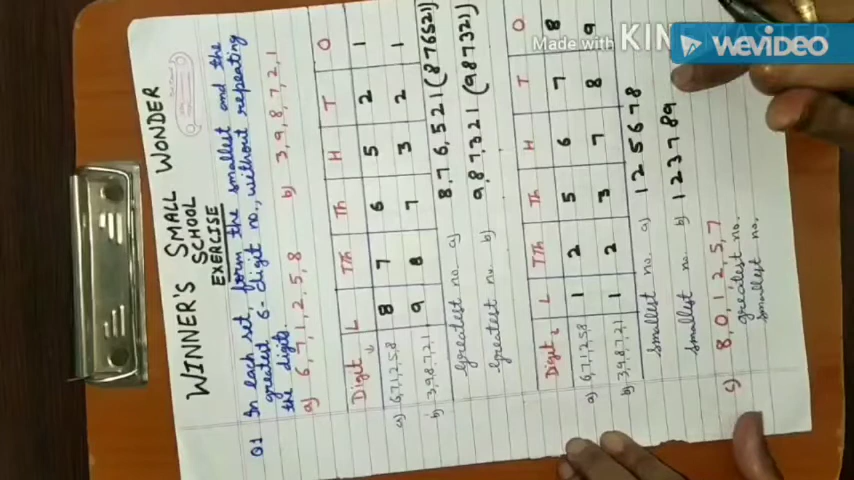 WINNER'S SMALL WONDER
SCHOOL
EXERCISE
Q1 In each set, form the smallest and the
greatest 6-digit no., without repeating
the digits.
a) 6, 7, 1, 2, 5, 8 b) 3, 9, 8, 7, 2, 1
Digit L TTh Th H T O
a) 6,7,1,2,5,8 8 7 6 5 2 1
b) 3,9,8,7,2,1 9 8 7 3 2 1
Greatest no. a) 8,76,521 (876521)
Greatest no. b) 9,87,321 (987321)
Digit L TTh Th H T O
a) 6,7,1,2,5,8 1 2 5 6 7 8
b) 3,9,8,7,2,1 1 2 3 7 8 9
Smallest no. a) 125678
Smallest no. b) 123789
c) 8, 0, 1, 2, 5, 7
greatest no.
smallest no.
Made with KINE
WeVideo